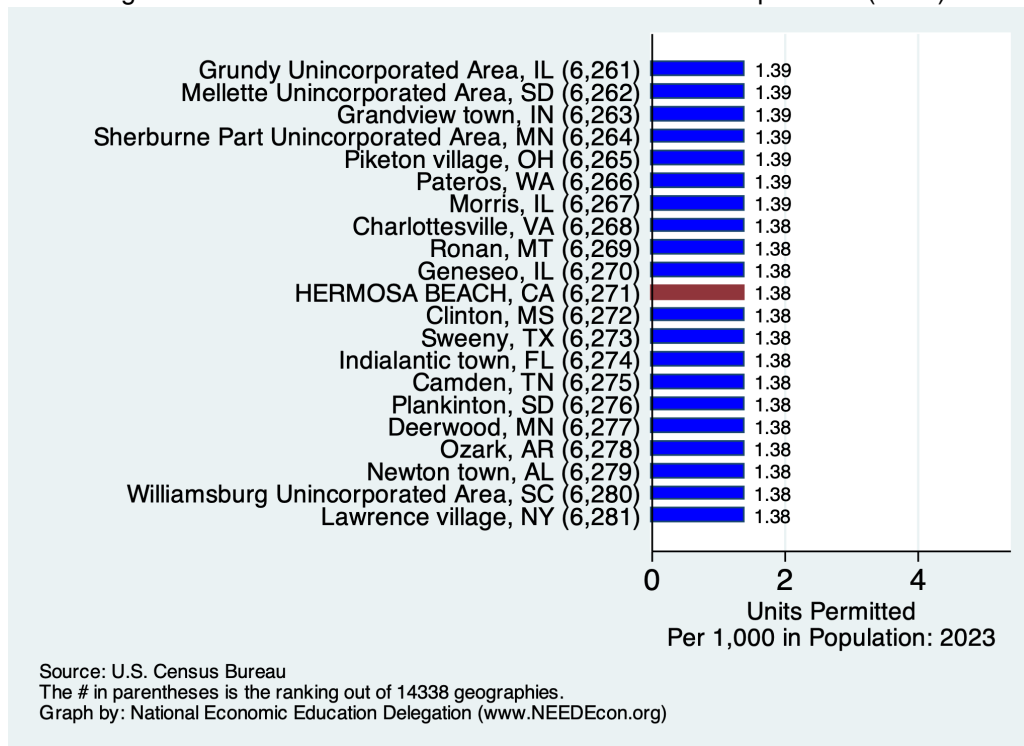 Grundy Unincorporated Area, IL (6,261) 1.39
Mellette Unincorporated Area, SD (6,262) 1.39
Grandview town, IN (6,263) 1.39
Sherburne Part Unincorporated Area, MN (6,264) 1.39
Piketon village, OH (6,265) 1.39
Pateros, WA (6,266) 1.39
Morris, IL (6,267) 1.39
Charlottesville, VA (6,268) 1.38
Ronan, MT (6,269) 1.38
Geneseo, IL (6,270) 1.38
HERMOSA BEACH, CA (6,271) 1.38
Clinton, MS (6,272) 1.38
Sweeny, TX (6,273) 1.38
Indialantic town, FL (6,274) 1.38
Camden, TN (6,275) 1.38
Plankinton, SD (6,276) 1.38
Deerwood, MN (6,277) 1.38
Ozark, AR (6,278) 1.38
Newton town, AL (6,279) 1.38
Williamsburg Unincorporated Area, SC (6,280) 1.38
Lawrence village, NY (6,281) 1.38
0 2 4
Units Permitted
Per 1,000 in Population: 2023
Source: U.S. Census Bureau
The # in parentheses is the ranking out of 14338 geographies.
Graph by: National Economic Education Delegation (www.NEEDEcon.org)